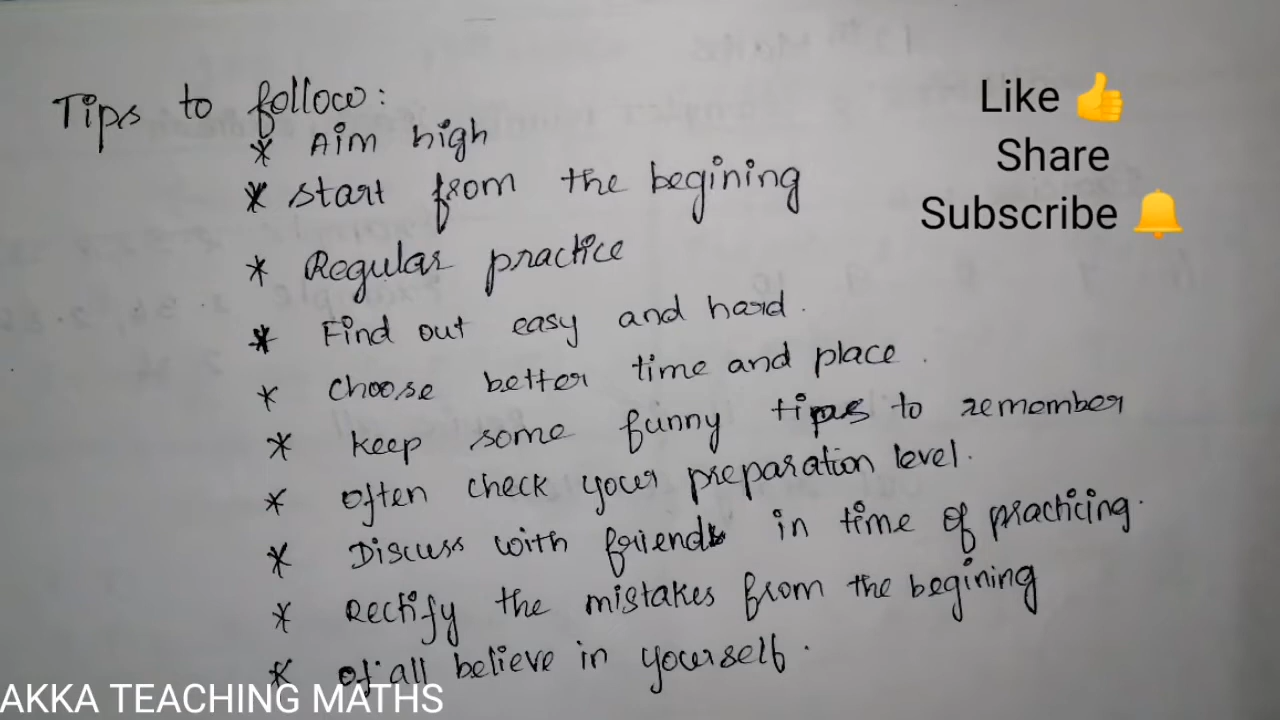 Tips to follow:
* Aim high
* start from the begining
* Regular practice
* Find out easy and hard.
* choose better time and place.
* keep some funny tips to remember
* often check your preparation level.
* Discuss with friends in time of practicing.
* Rectify the mistakes from the begining
* of all believe in yourself.
Like 👍
Share
Subscribe 🔔
AKKA TEACHING MATHS